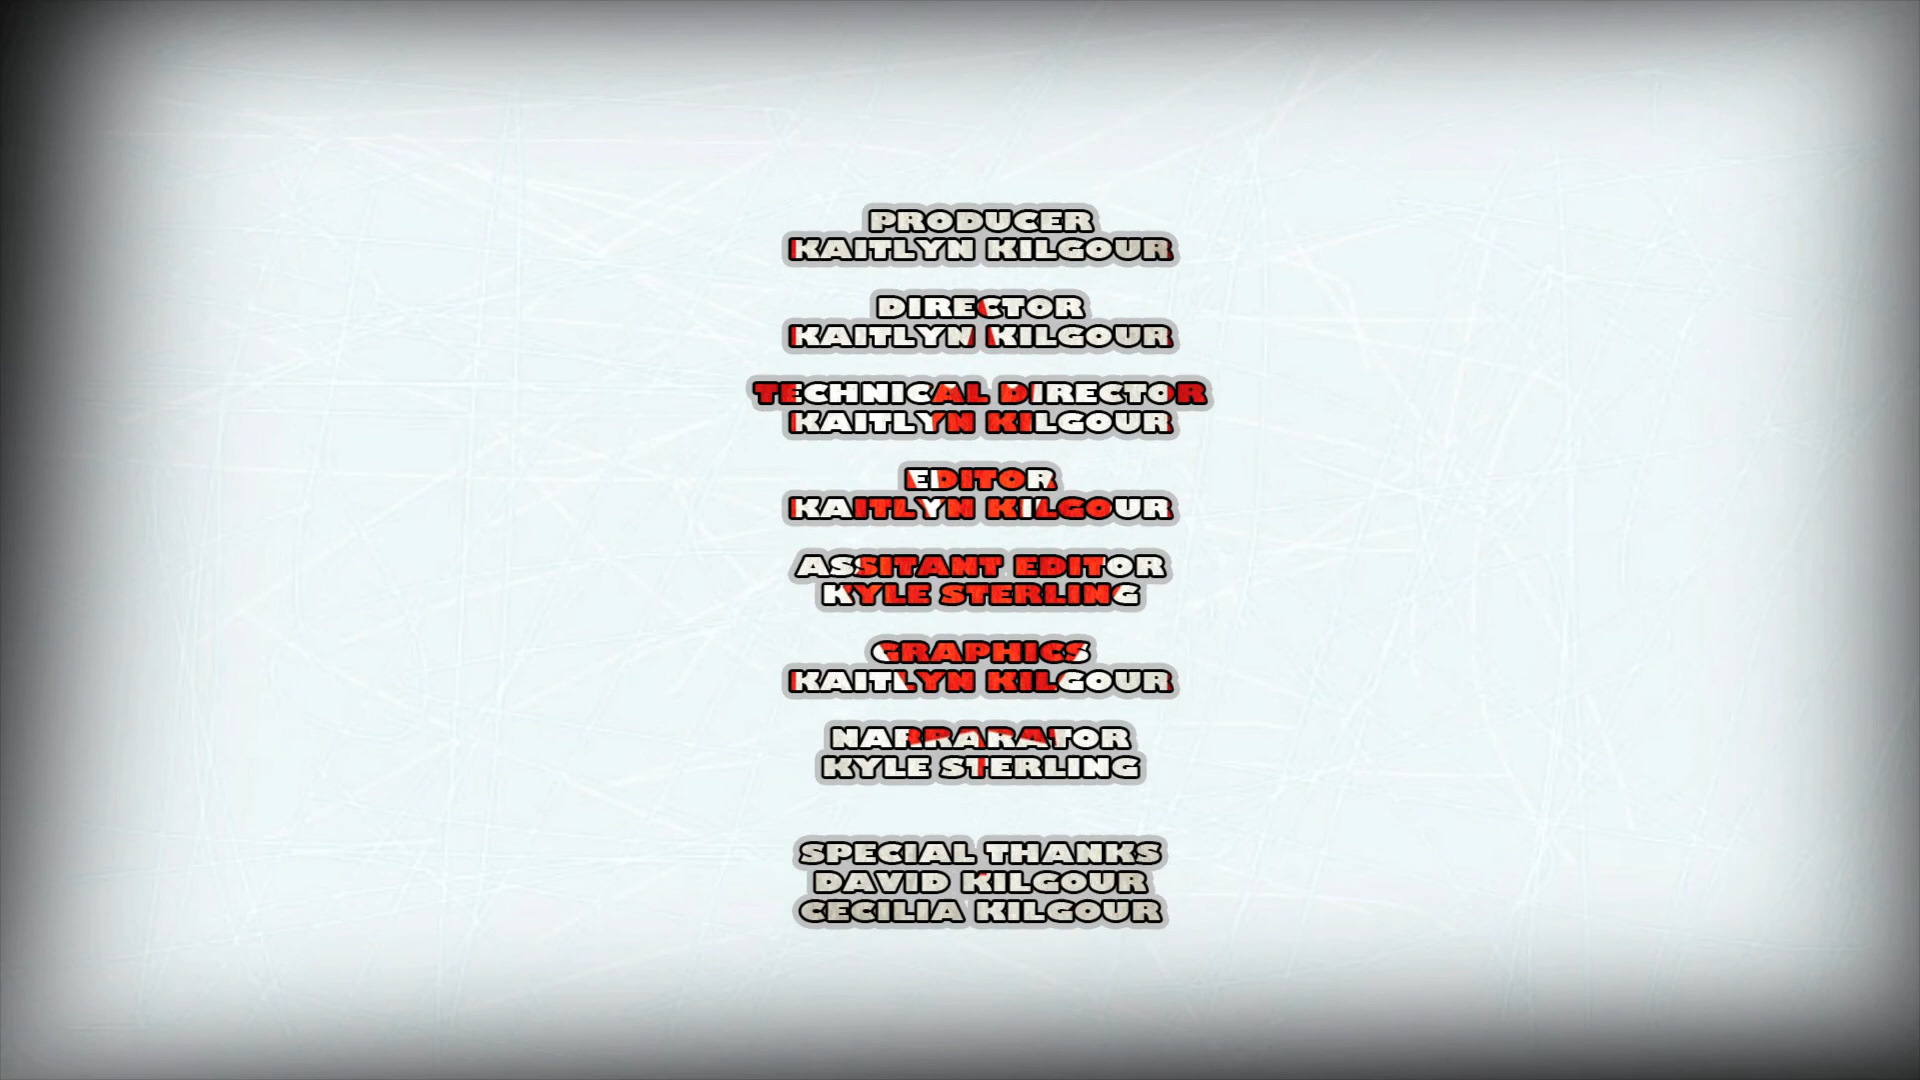 PRODUCER
KAITLYN KILGOUR
DIRECTOR
KAITLYN KILGOUR
TECHNICAL DIRECTOR
KAITLYN KILGOUR
EDITOR
KAITLYN KILGOUR
ASSITANT EDITOR
KYLE STERLING
GRAPHICS
KAITLYN KILGOUR
NARRARATOR
KYLE STERLING
SPECIAL THANKS
DAVID KILGOUR
CECILIA KILGOUR